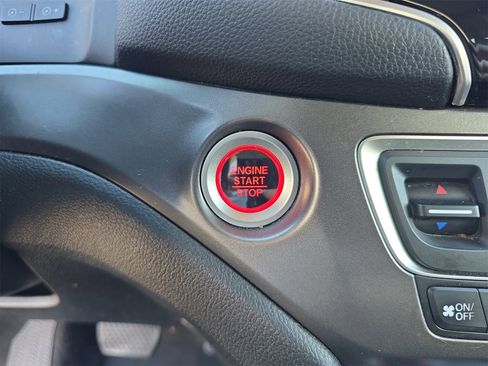 ENGINE
START
STOP
ON/
OFF